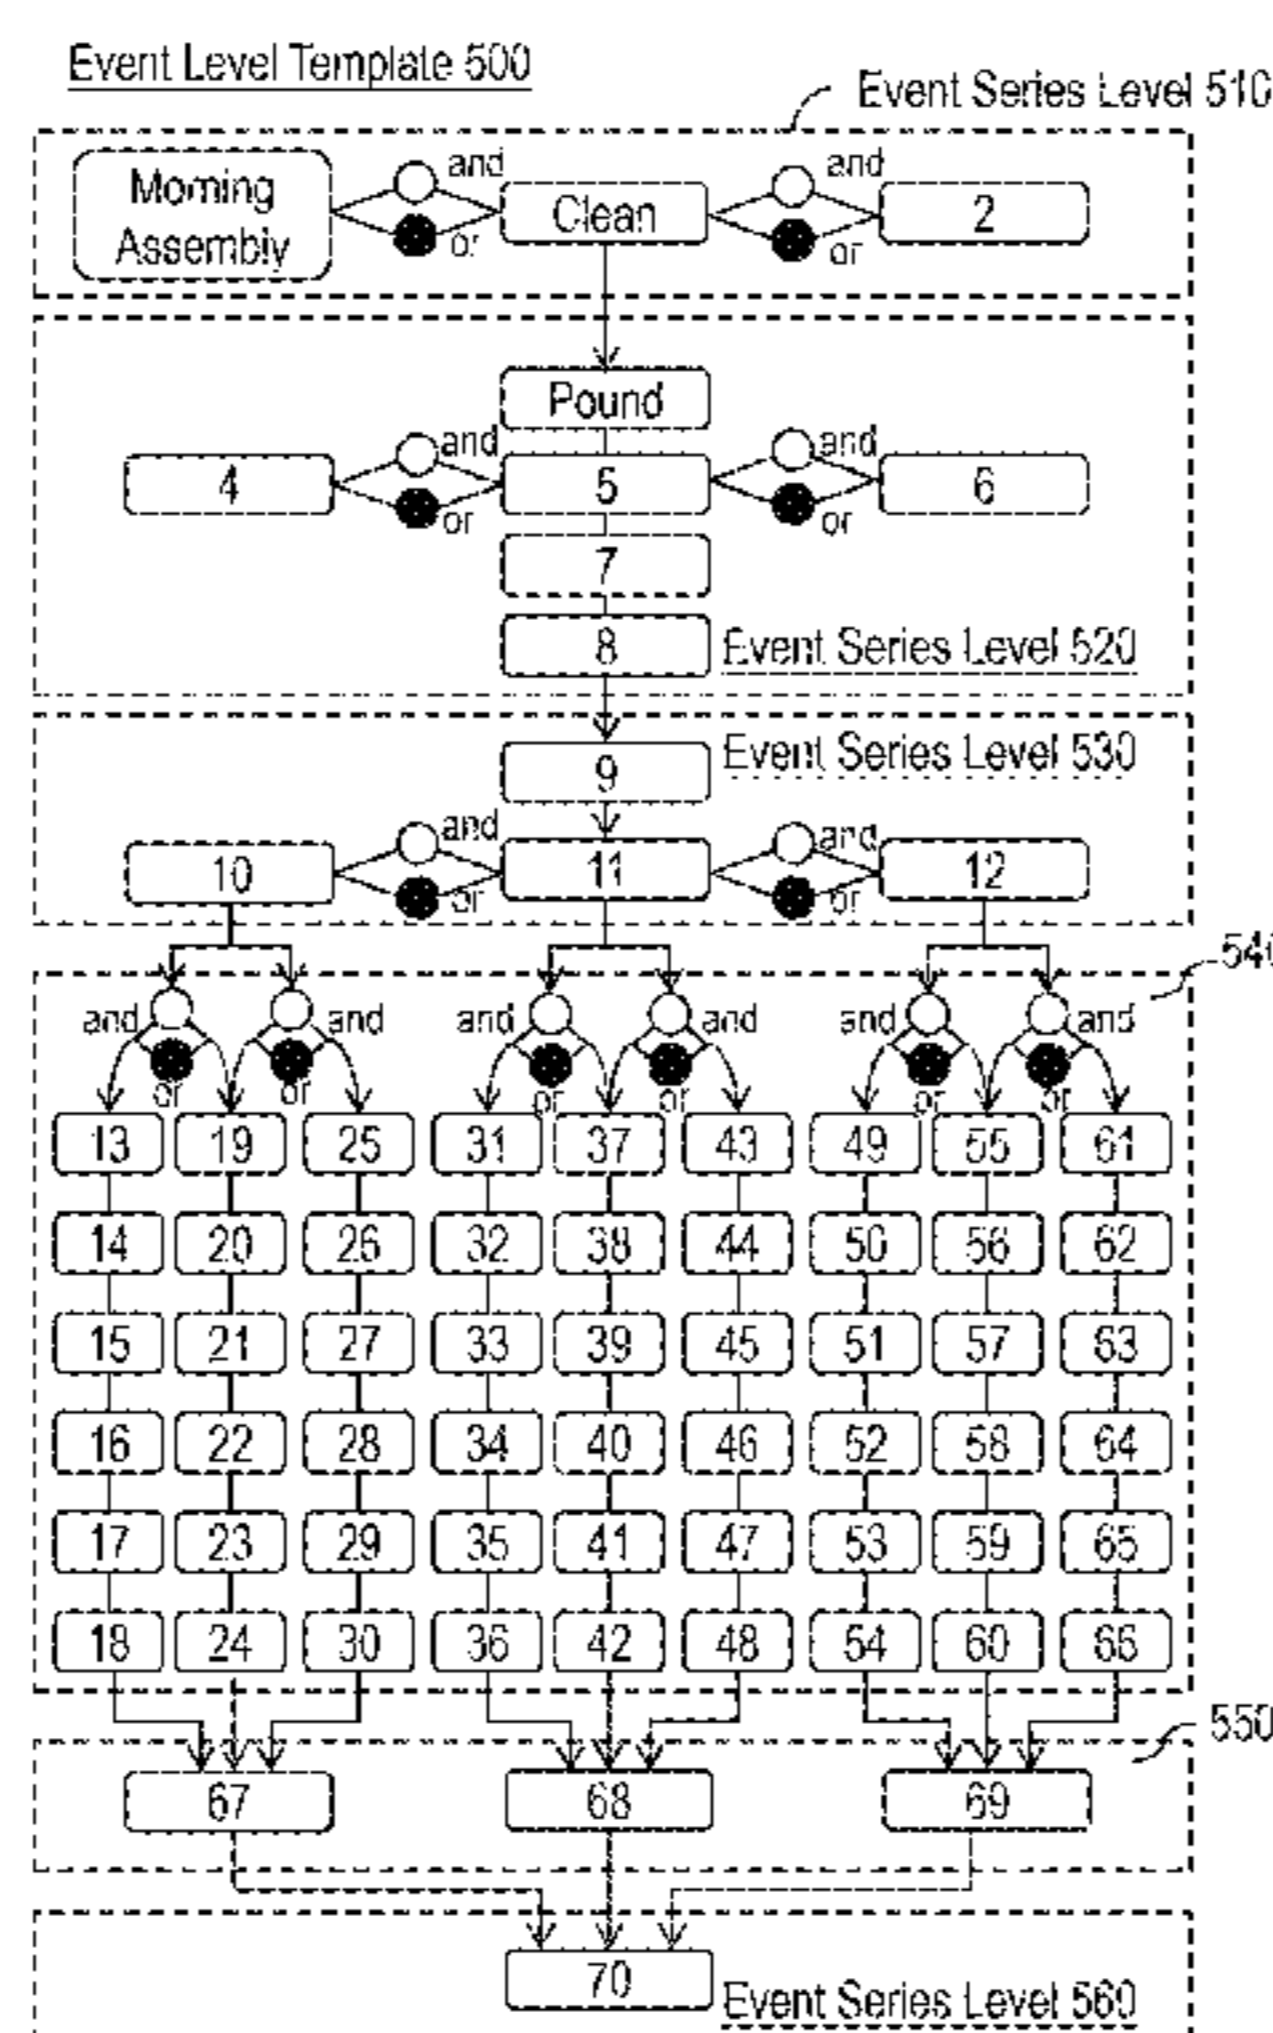 Event Level Template 500
Event Series Level 510
Morning
Assembly
and
or
Clean
and
or
2
Pound
4
and
or
5
and
or
6
7
8
Event Series Level 520
9
Event Series Level 530
10
and
or
11
and
or
12
540
and
or
and
or
and
or
and
or
and
or
and
or
13 19 25 31 37 43 49 55 61
14 20 26 32 38 44 50 56 62
15 21 27 33 39 45 51 57 63
16 22 28 34 40 46 52 58 64
17 23 29 35 41 47 53 59 65
18 24 30 36 42 48 54 60 66
550
67 68 69
70
Event Series Level 560